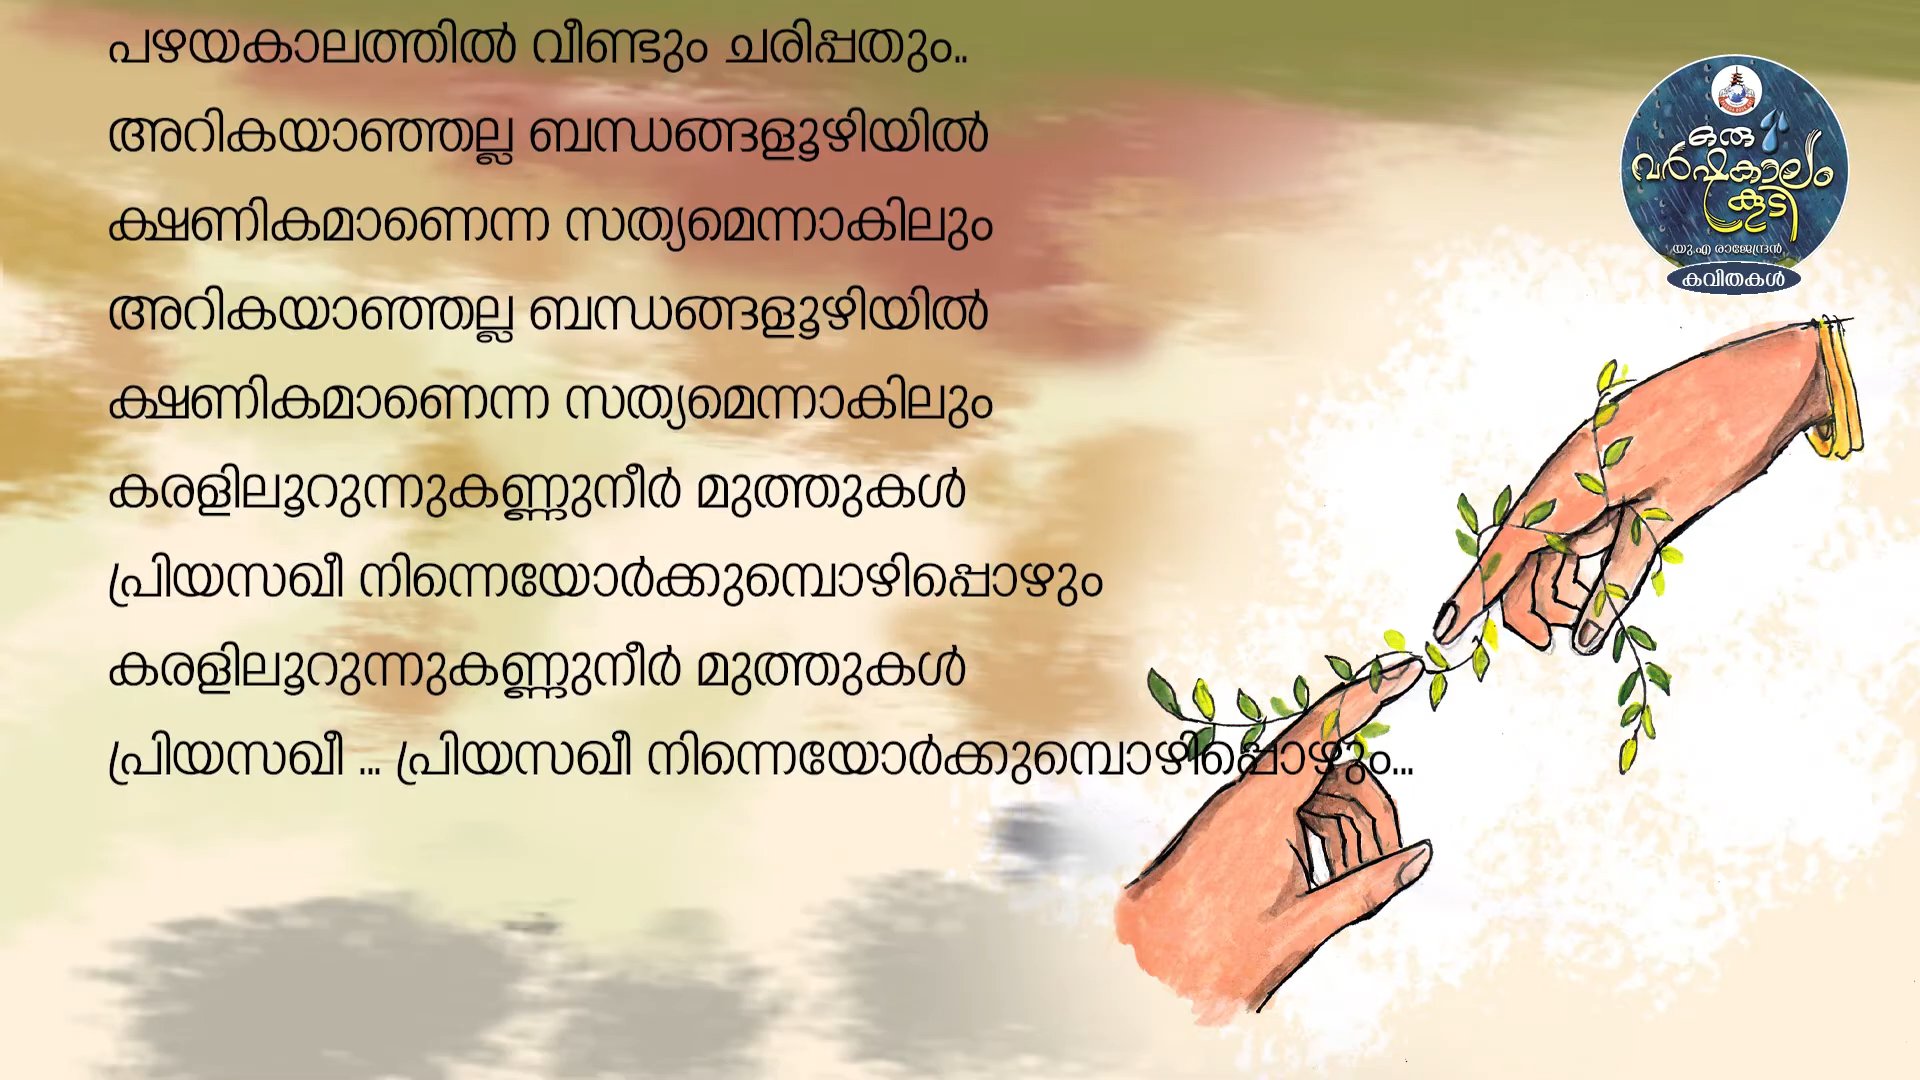 പഴയകാലത്തിൽ വീണ്ടും ചരിപ്പതും..
അറികയാഞ്ഞല്ല ബന്ധങ്ങളൂഴിയിൽ
ക്ഷണികമാണെന്ന സത്യമെന്നാകിലും
അറികയാഞ്ഞല്ല ബന്ധങ്ങളൂഴിയിൽ
ക്ഷണികമാണെന്ന സത്യമെന്നാകിലും
കരളിലൂറുന്നുകണ്ണുനീർ മുത്തുകൾ
പ്രിയസഖീ നിന്നെയോർക്കുമ്പൊഴിപ്പൊഴും
കരളിലൂറുന്നുകണ്ണുനീർ മുത്തുകൾ
പ്രിയസഖീ ... പ്രിയസഖീ നിന്നെയോർക്കുമ്പൊഴിപ്പൊഴും...
ഒരു
വർഷകാലം
കൂടി
യു.എ രാജേന്ദ്രൻ
കവിതകൾ